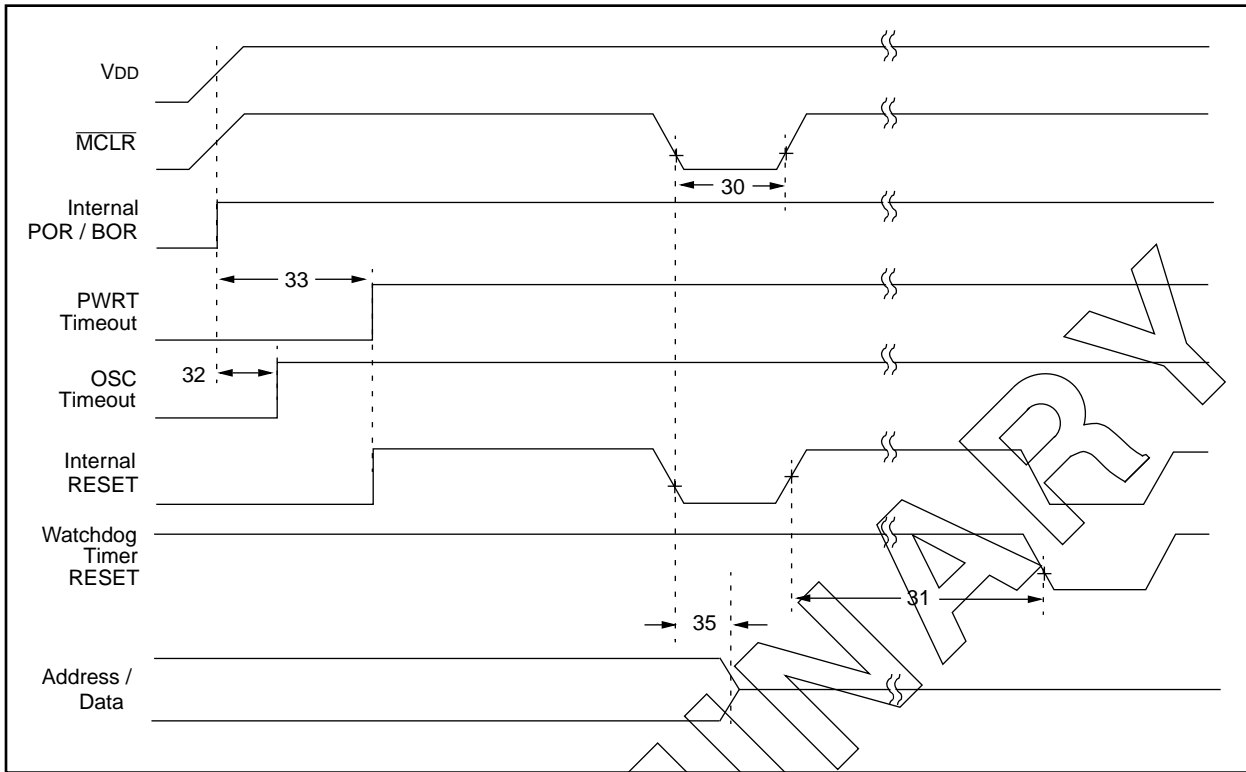 VDD
MCLR
30
Internal
POR / BOR
33
PWRT
Timeout
32
OSC
Timeout
Internal
RESET
Watchdog
Timer
RESET
31
35
Address /
Data
INARY